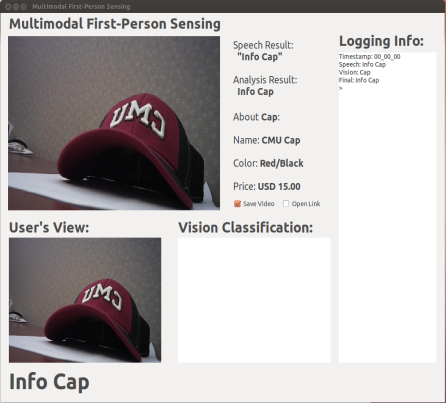 Multimodal First-Person Sensing
Multimodal First-Person Sensing
CMU
Speech Result:
"Info Cap"
Analysis Result:
Info Cap
About Cap:
Name: CMU Cap
Color: Red/Black
Price: USD 15.00
Save Video
Open Link
Logging Info:
Timestamp: 00_00_00
Speech: Info Cap
Vision: Cap
Final: Info Cap
>
User's View:
CMU
Vision Classification:
Info Cap